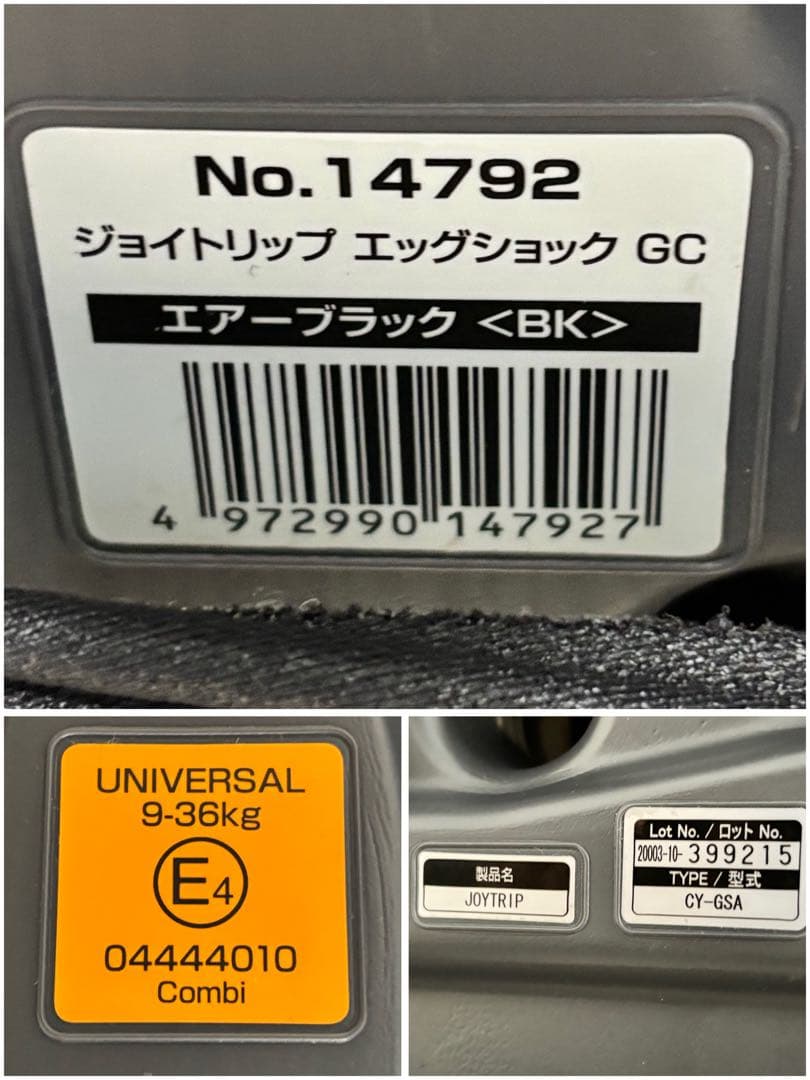 No.14792
ジョイトリップ エッグショック GC
エアーブラック <BK>
4 972990 147927
UNIVERSAL
9-36kg
E4
04444010
Combi
製品名
JOYTRIP
Lot No. / ロット No.
20003-10-399215
TYPE / 型式
CY-GSA